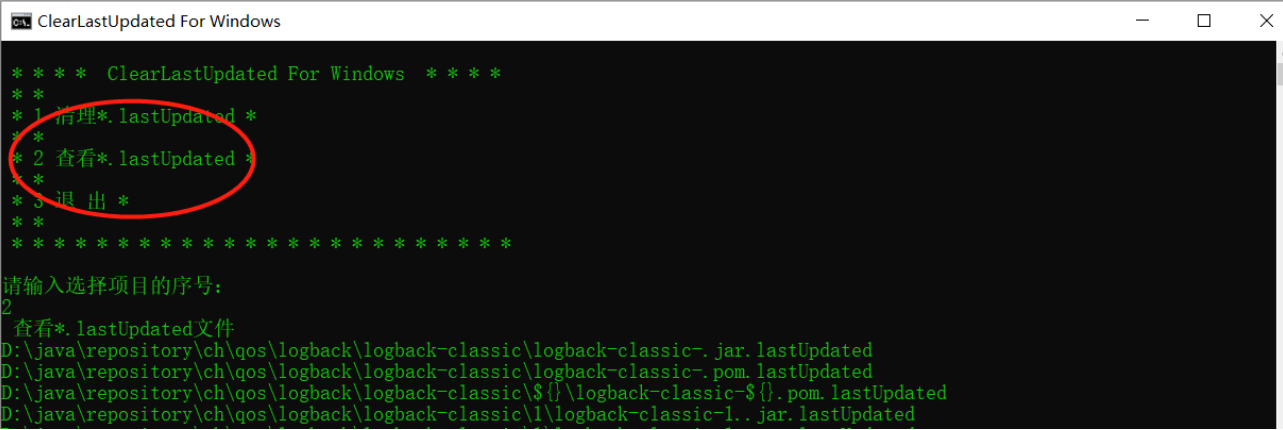 ClearLastUpdated For Windows
* * * *  ClearLastUpdated For Windows  * * * *
* *
* 1 清理*.lastUpdated *
* *
* 2 查看*.lastUpdated *
* *
* 3 退 出 *
* *
* * * * * * * * * * * * * * * * * * * * * * * *
请输入选择项目的序号:
2
查看*.lastUpdated文件
D:\java\repository\ch\qos\logback\logback-classic\logback-classic-.jar.lastUpdated
D:\java\repository\ch\qos\logback\logback-classic\logback-classic-.pom.lastUpdated
D:\java\repository\ch\qos\logback\logback-classic\${}\logback-classic-${}.pom.lastUpdated
D:\java\repository\ch\qos\logback\logback-classic\1\logback-classic-1..jar.lastUpdated